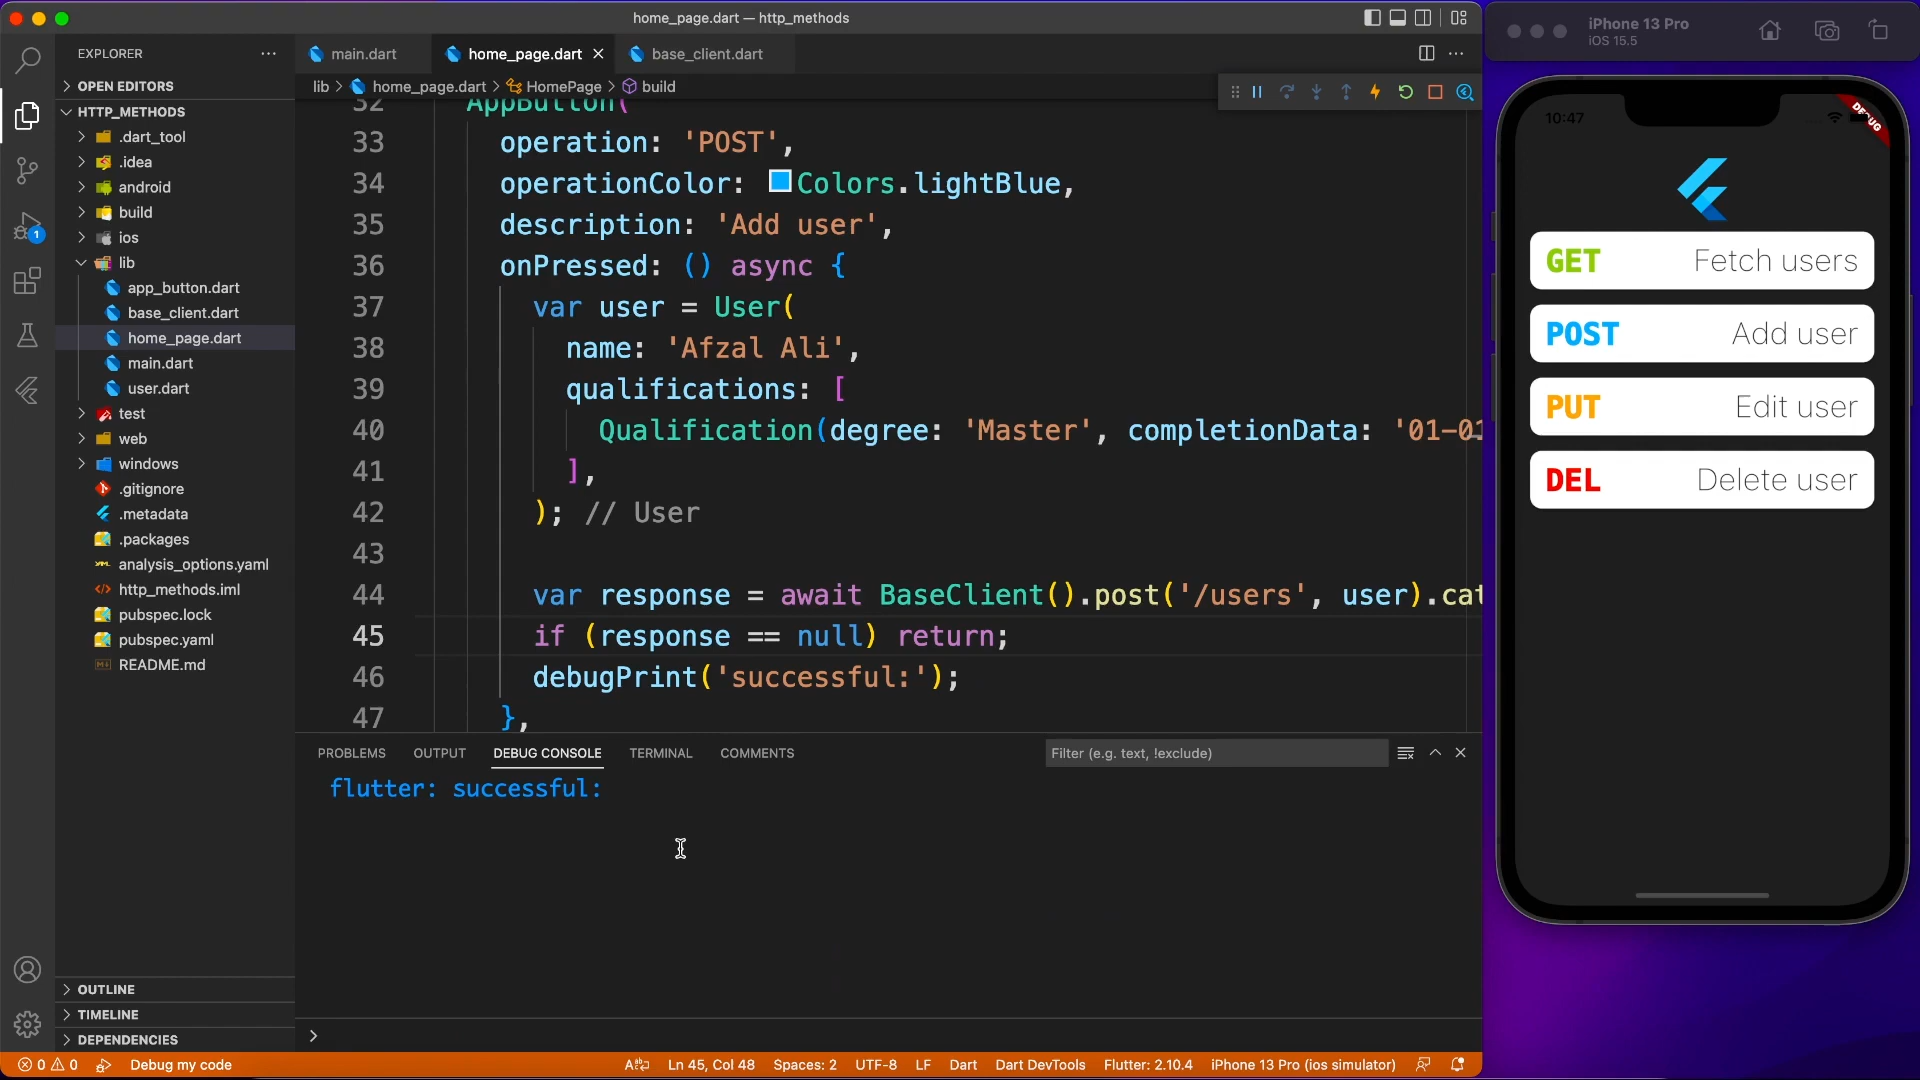 home_page.dart — http_methods
iPhone 13 Pro
iOS 15.5
EXPLORER
main.dart
home_page.dart
base_client.dart
OPEN EDITORS
HTTP_METHODS
.dart_tool
.idea
android
build
ios
lib
app_button.dart
base_client.dart
home_page.dart
main.dart
user.dart
test
web
windows
.gitignore
.metadata
.packages
analysis_options.yaml
http_methods.iml
pubspec.lock
pubspec.yaml
README.md
OUTLINE
TIMELINE
DEPENDENCIES
1
lib > home_page.dart > HomePage > build
32 AppButton(
33 operation: 'POST',
34 operationColor: Colors.lightBlue,
35 description: 'Add user',
36 onPressed: () async {
37 var user = User(
38 name: 'Afzal Ali',
39 qualifications: [
40 Qualification(degree: 'Master', completionData: '01-01
41 ],
42 ); // User
43
44 var response = await BaseClient().post('/users', user).cat
45 if (response == null) return;
46 debugPrint('successful:');
47 },
PROBLEMS OUTPUT DEBUG CONSOLE TERMINAL COMMENTS
Filter (e.g. text, !exclude)
flutter: successful:
10:47
DEBUG
GET Fetch users
POST Add user
PUT Edit user
DEL Delete user
0 0 Debug my code Ln 45, Col 48 Spaces: 2 UTF-8 LF Dart Dart DevTools Flutter: 2.10.4 iPhone 13 Pro (ios simulator)